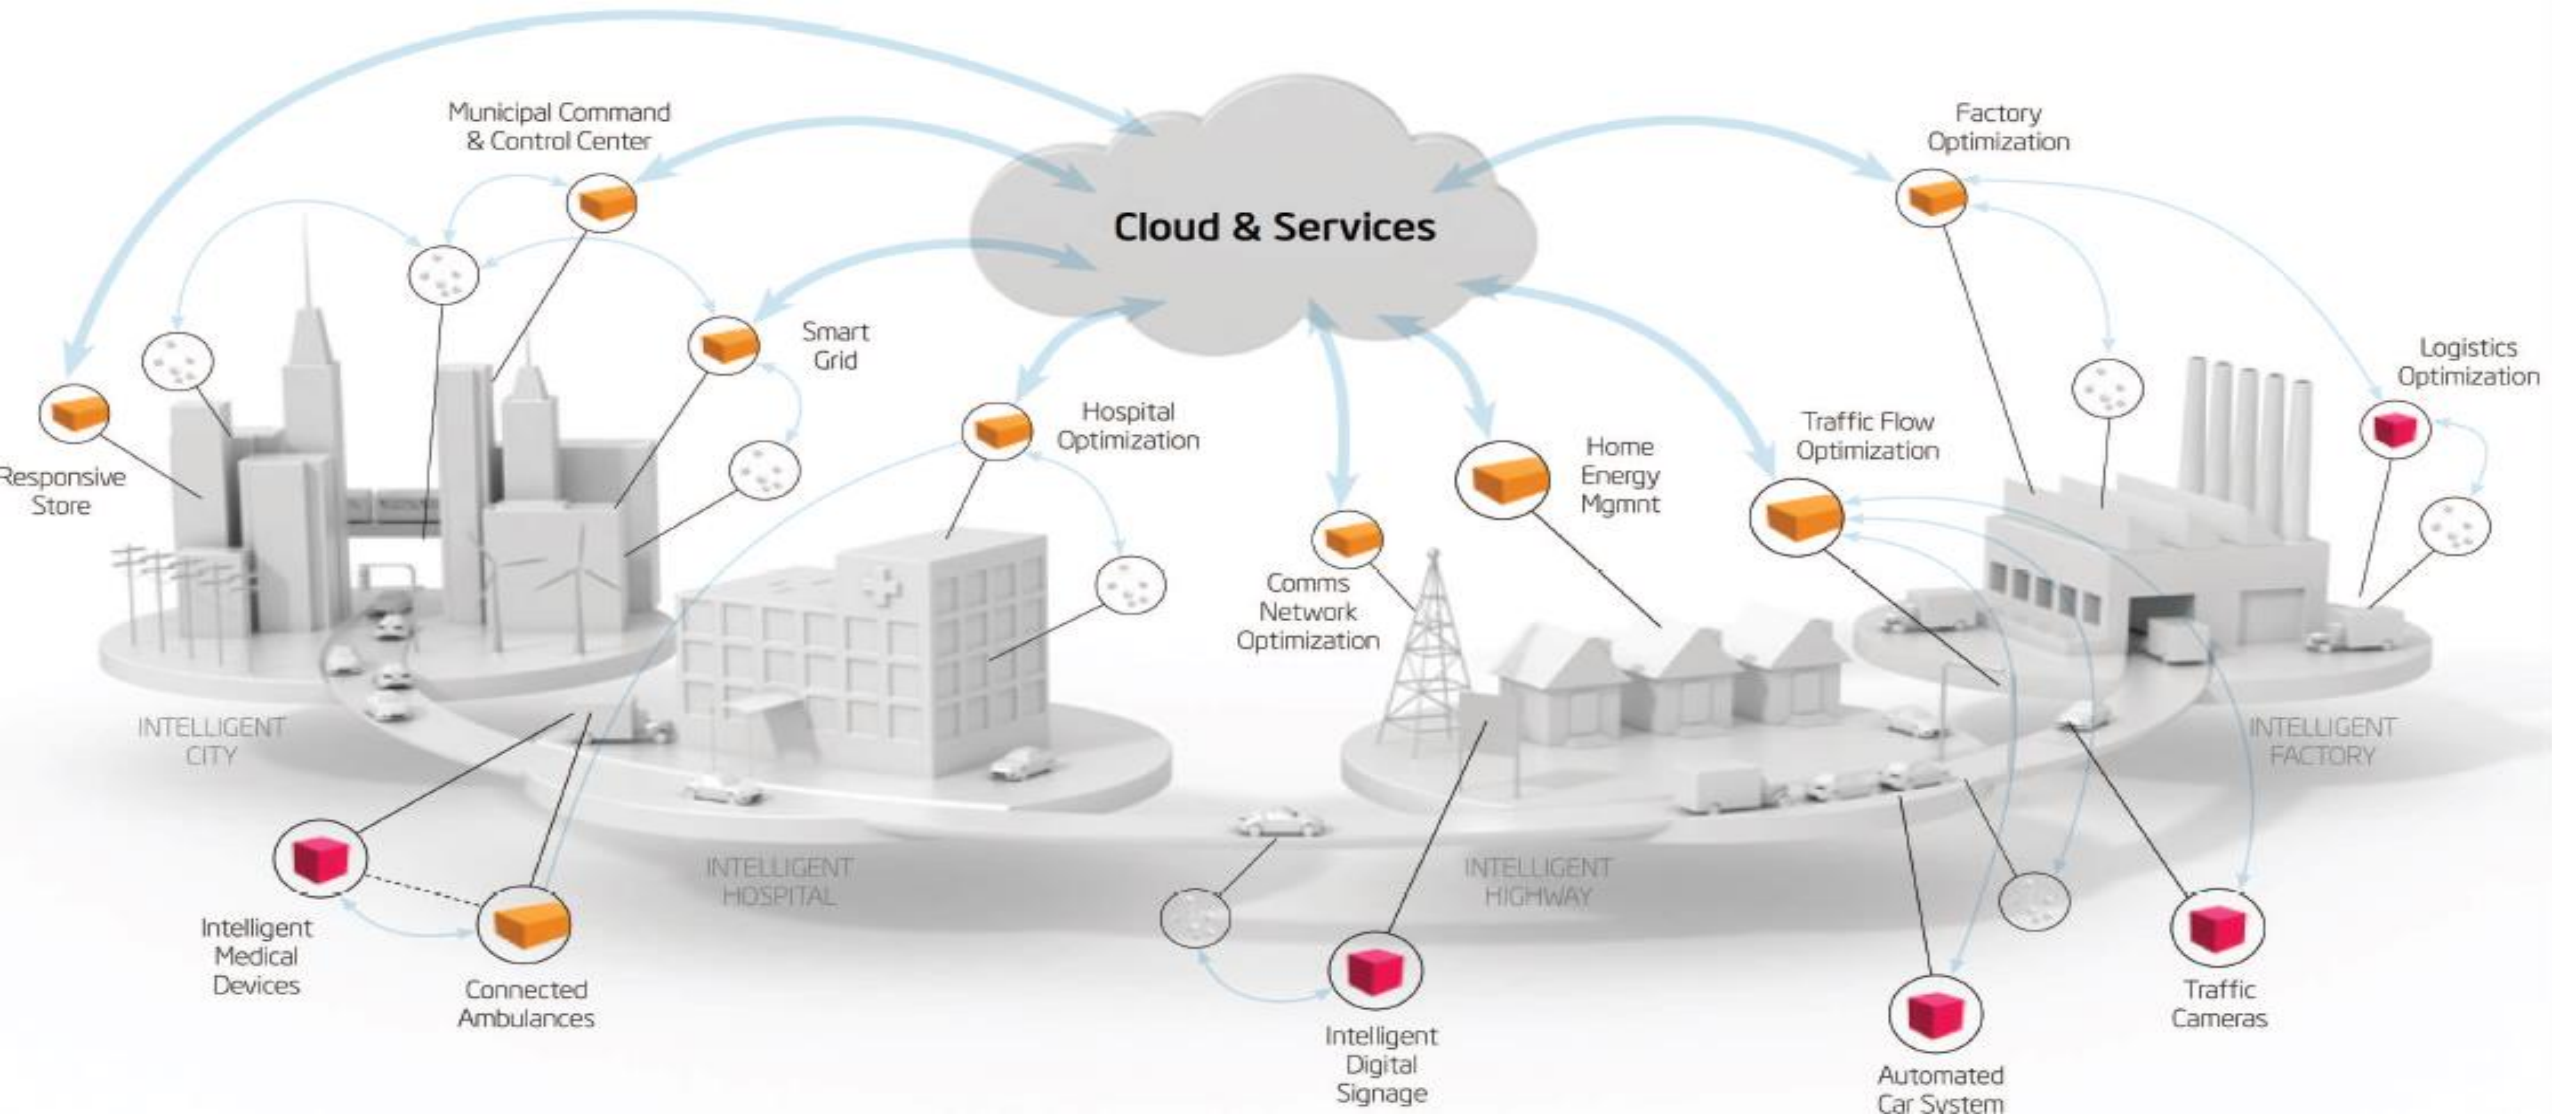 Municipal Command
& Control Center
Factory
Optimization
Cloud & Services
Smart
Grid
Logistics
Optimization
Hospital
Optimization
Traffic Flow
Optimization
Home
Energy
Mgmnt
Responsive
Store
Comms
Network
Optimization
INTELLIGENT
CITY
INTELLIGENT
FACTORY
INTELLIGENT
HOSPITAL
INTELLIGENT
HIGHWAY
Intelligent
Medical
Devices
Connected
Ambulances
Traffic
Cameras
Intelligent
Digital
Signage
Automated
Car System